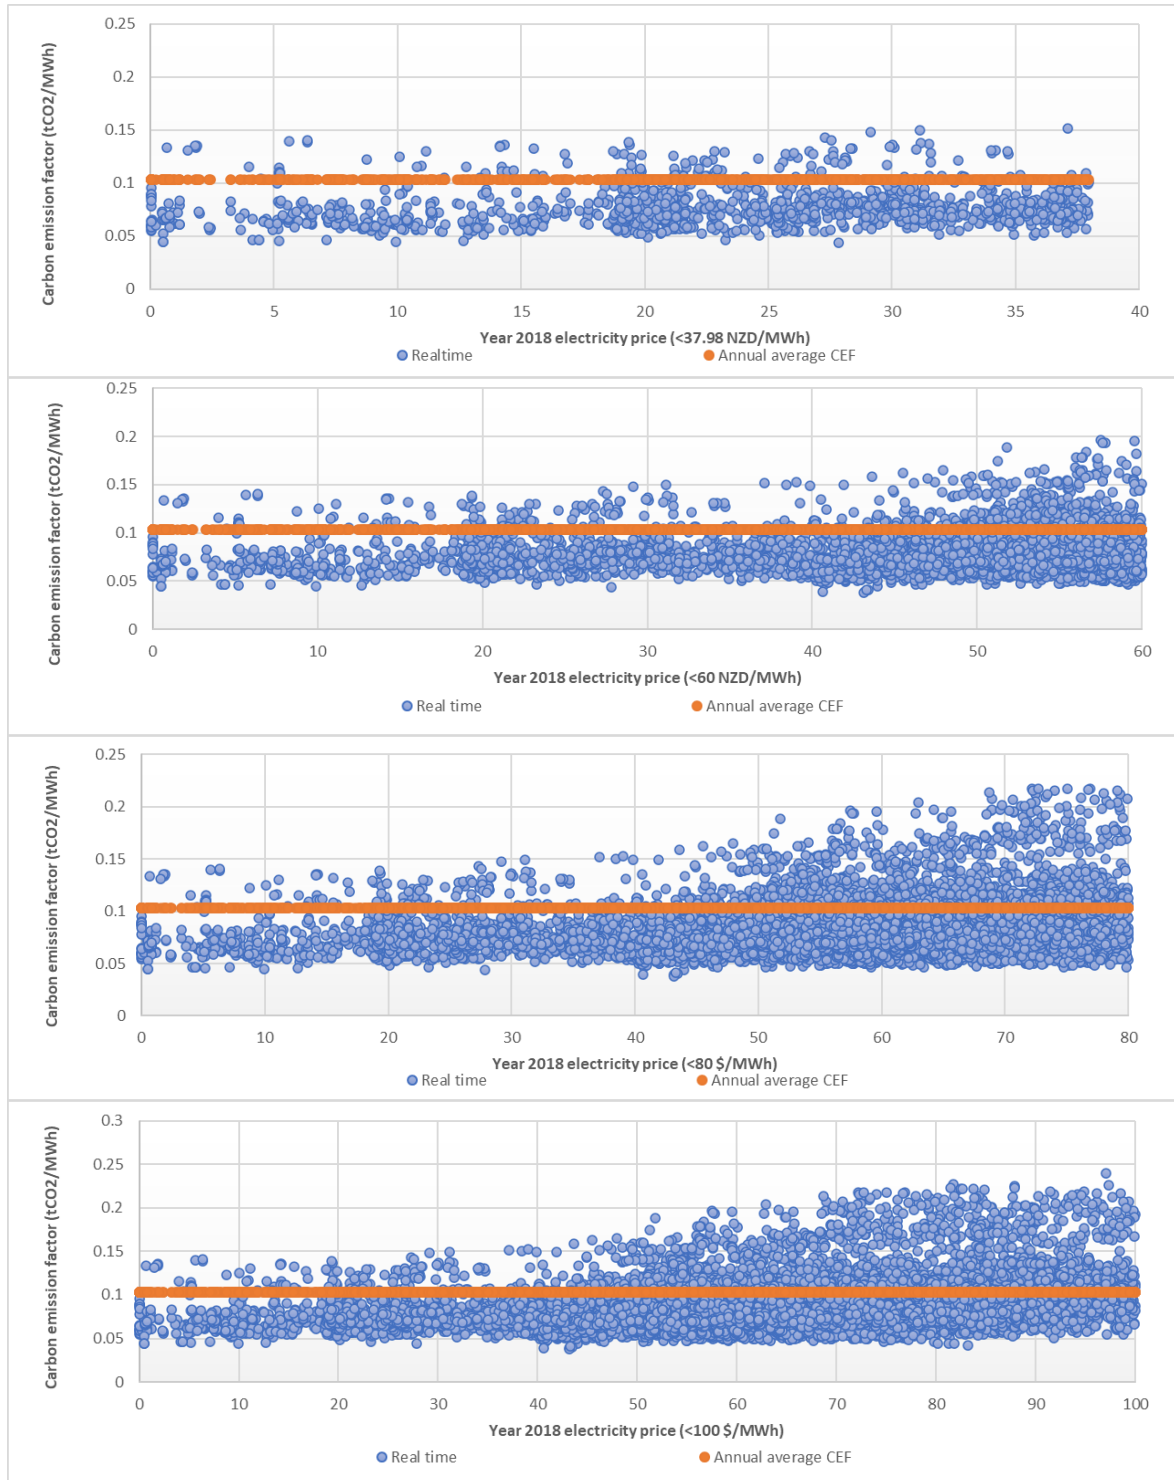 Carbon emission factor (tCO2/MWh)
0.25
0.2
0.15
0.1
0.05
0
0 5 10 15 20 25 30 35 40
Year 2018 electricity price (<37.98 NZD/MWh)
Realtime Annual average CEF
Carbon emission factor (tCO2/MWh)
0.25
0.2
0.15
0.1
0.05
0
0 10 20 30 40 50 60
Year 2018 electricity price (<60 NZD/MWh)
Real time Annual average CEF
Carbon emission factor (tCO2/MWh)
0.25
0.2
0.15
0.1
0.05
0
0 10 20 30 40 50 60 70 80
Year 2018 electricity price (<80 $/MWh)
Real time Annual average CEF
Carbon emission factor (tCO2/MWh)
0.3
0.25
0.2
0.15
0.1
0.05
0
0 10 20 30 40 50 60 70 80 90 100
Year 2018 electricity price (<100 $/MWh)
Real time Annual average CEF